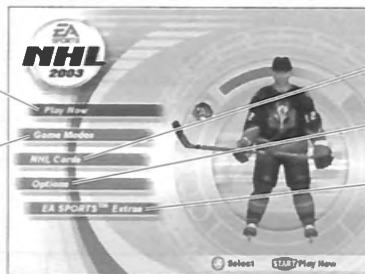 EA
SPORTS
NHL
2003
Play Now
Game Modes
NHL Cards
Options
EA SPORTS™ Extras
Select START Play Now